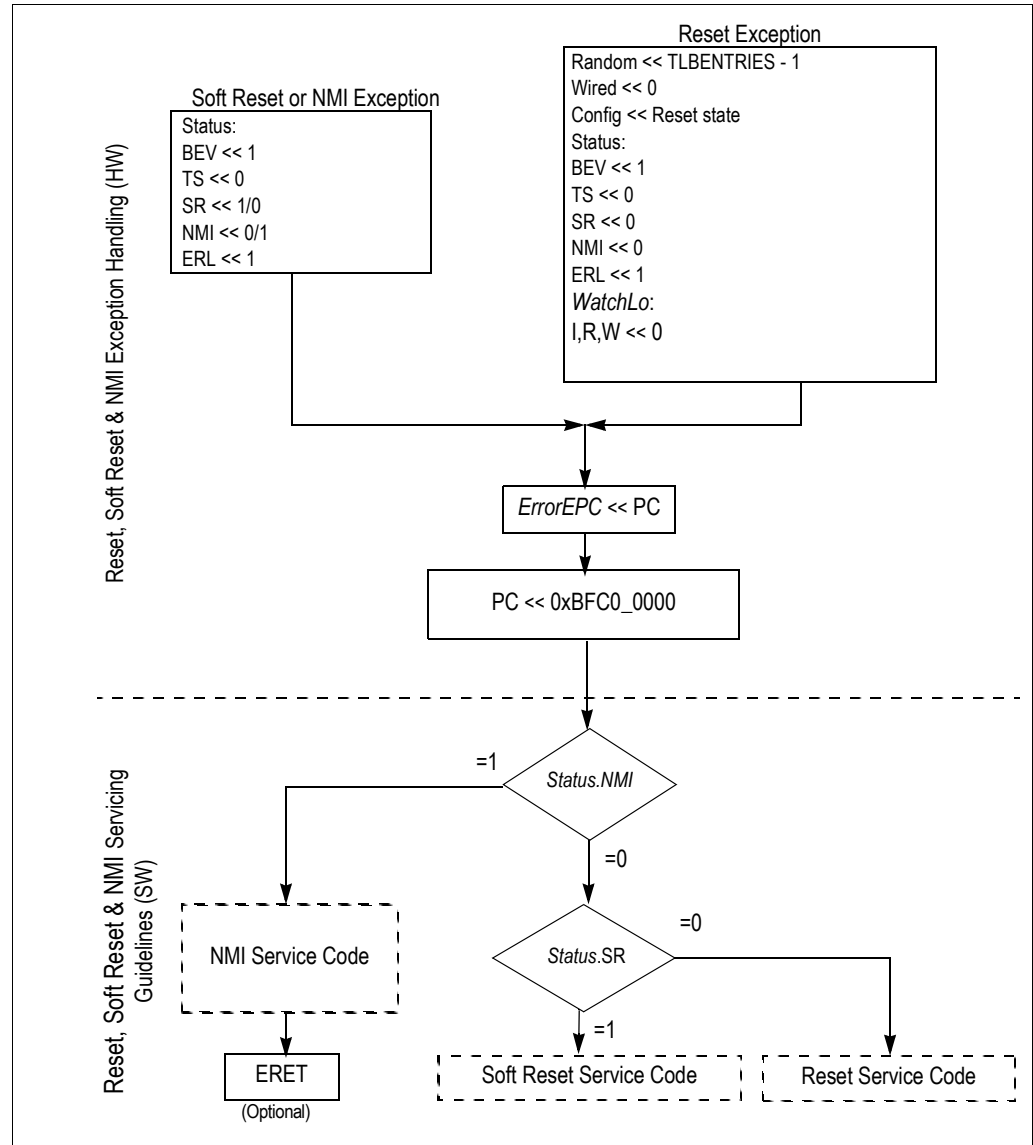 Reset Exception
Random << TLBENTRIES - 1
Wired << 0
Config << Reset state
Status:
BEV << 1
TS << 0
SR << 0
NMI << 0
ERL << 1
WatchLo:
I,R,W << 0
Soft Reset or NMI Exception
Status:
BEV << 1
TS << 0
SR << 1/0
NMI << 0/1
ERL << 1
Reset, Soft Reset & NMI Exception Handling (HW)
ErrorEPC << PC
PC << 0xBFC0_0000
Reset, Soft Reset & NMI Servicing
Guidelines (SW)
=1
Status.NMI
=0
NMI Service Code
Status.SR
=0
=1
ERET
(Optional)
Soft Reset Service Code
Reset Service Code